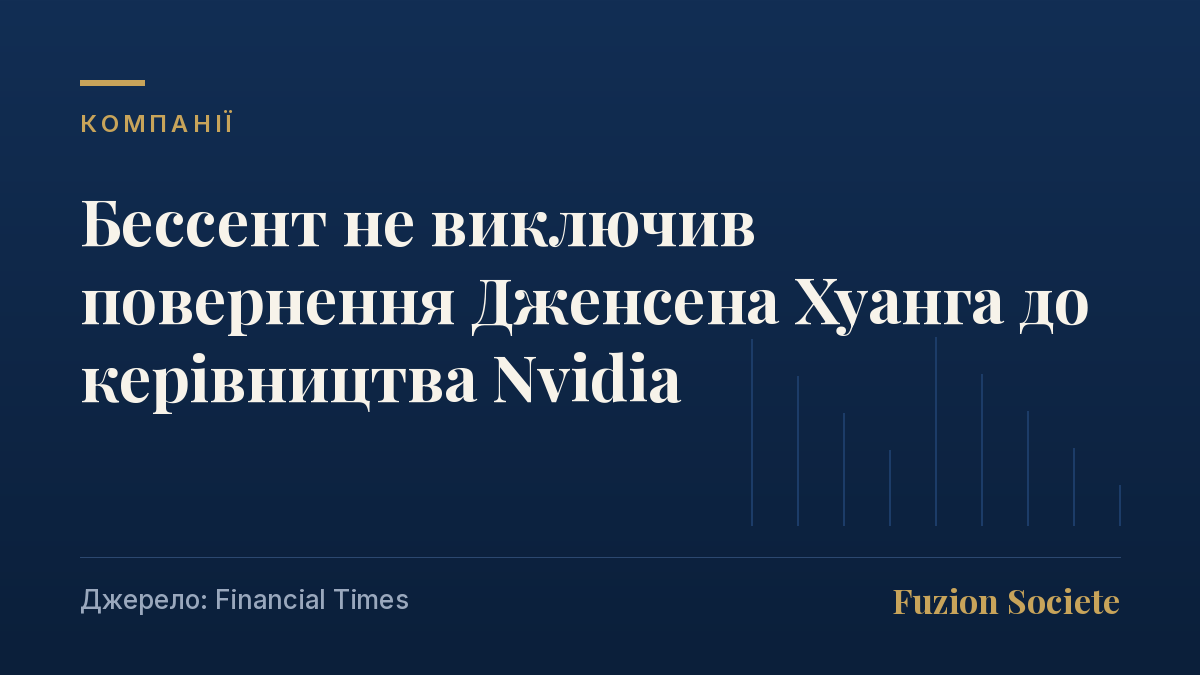 КОМПАНІЇ
Бессент не виключив
повернення Дженсена Хуанга до
керівництва Nvidia
Джерело: Financial Times
Fuzion Societe